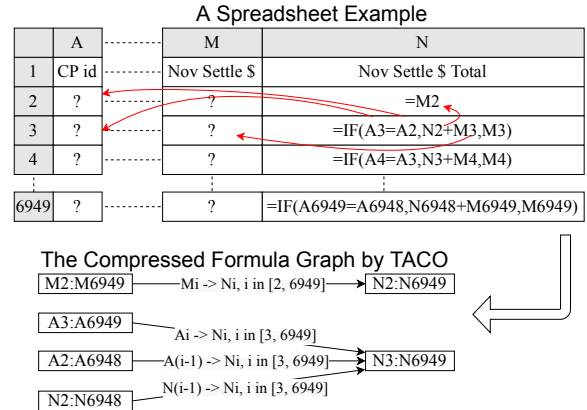 A Spreadsheet Example
A M N
1 CP id Nov Settle $ Nov Settle $ Total
2 ? ? =M2
3 ? ? =IF(A3=A2,N2+M3,M3)
4 ? ? =IF(A4=A3,N3+M4,M4)
6949 ? ? =IF(A6949=A6948,N6948+M6949,M6949)
The Compressed Formula Graph by TACO
M2:M6949 Mi -> Ni, i in [2, 6949] N2:N6949
A3:A6949 Ai -> Ni, i in [3, 6949]
A2:A6948 A(i-1) -> Ni, i in [3, 6949] N3:N6949
N2:N6948 N(i-1) -> Ni, i in [3, 6949]